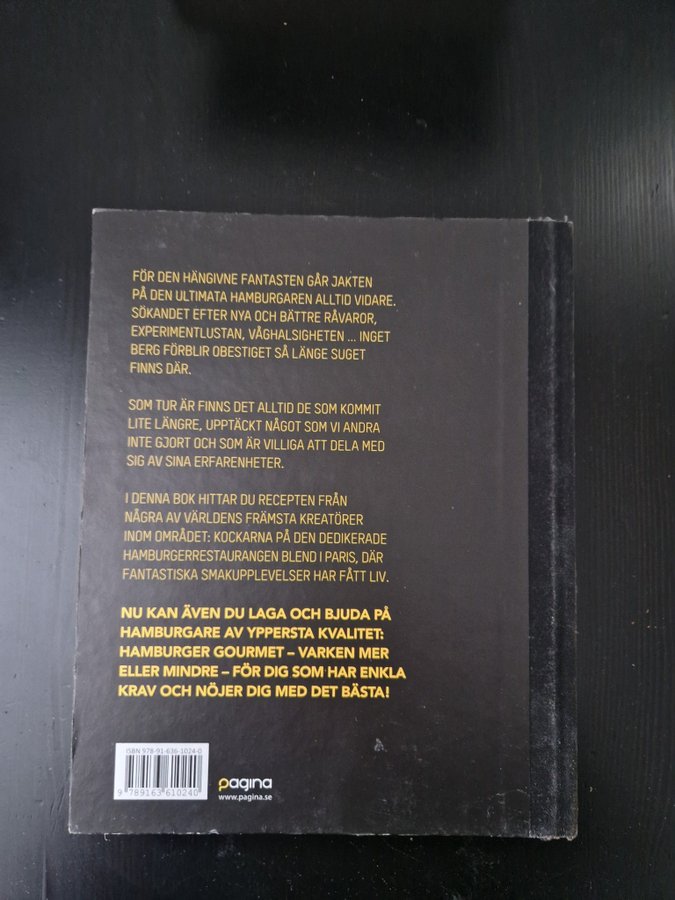 FÖR DEN HÄNGIVNE FANTASTEN GÅR JAKTEN
PÅ DEN ULTIMATA HAMBURGAREN ALLTID VIDARE.
SÖKANDET EFTER NYA OCH BÄTTRE RÅVAROR,
EXPERIMENTLUSTAN, VÅGHALSIGHETEN ... INGET
BERG FÖRBLIR OBESTIGET SÅ LÄNGE SUGET
FINNS DÄR.
SOM TUR ÄR FINNS DET ALLTID DE SOM KOMMIT
LITE LÄNGRE, UPPTÄCKT NÅGOT SOM VI ANDRA
INTE GJORT OCH SOM ÄR VILLIGA ATT DELA MED
SIG AV SINA ERFARENHETER.
I DENNA BOK HITTAR DU RECEPTEN FRÅN
NÅGRA AV VÄRLDENS FRÄMSTA KREATÖRER
INOM OMRÅDET: KOCKARNA PÅ DEN DEDIKERADE
HAMBURGERRESTAURANGEN BLEND I PARIS, DÄR
FANTASTISKA SMAKUPPLEVELSER HAR FÅTT LIV.
NU KAN ÄVEN DU LAGA OCH BJUDA PÅ
HAMBURGARE AV YPPERSTA KVALITET:
HAMBURGER GOURMET – VARKEN MER
ELLER MINDRE – FÖR DIG SOM HAR ENKLA
KRAV OCH NÖJER DIG MED DET BÄSTA!
ISBN 978-91-636-1024-0
9 789163 610240
pagina
www.pagina.se